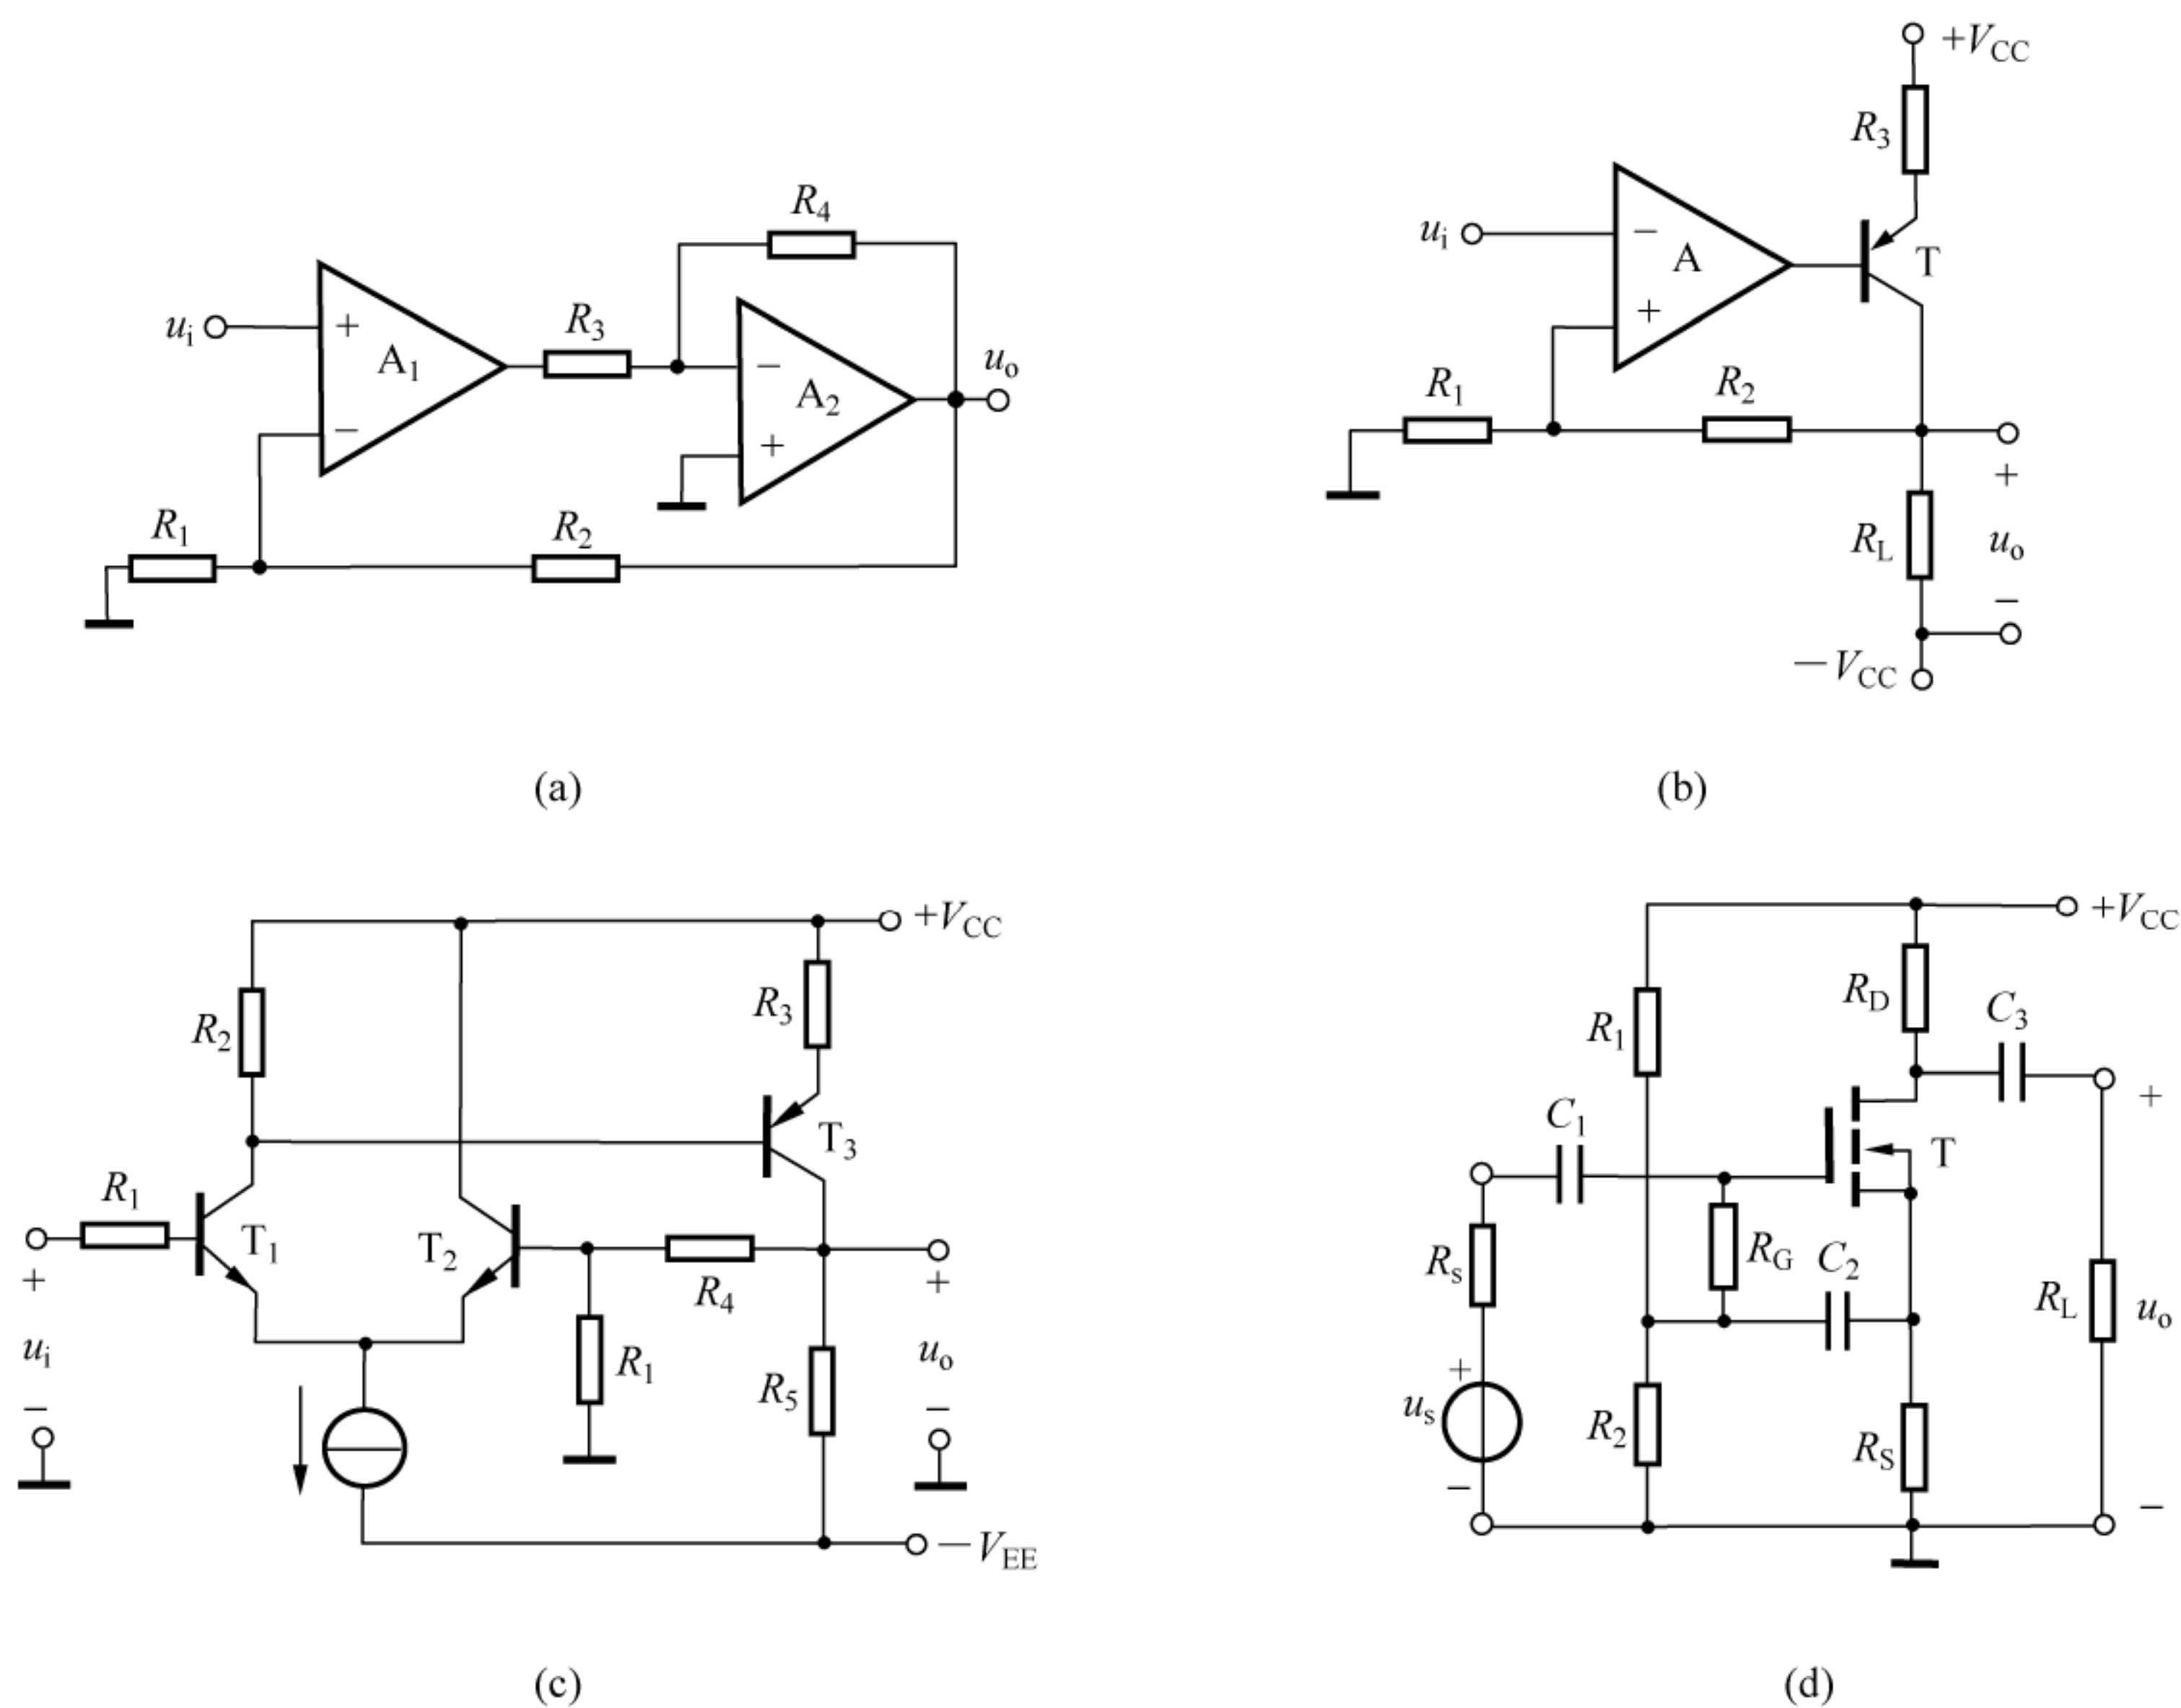 R4
ui
+
A1
−
R3
−
A2
+
uo
R1
R2
(a)
+VCC
R3
ui
−
A
+
T
R1
R2
+
RL
uo
−
−VCC
(b)
+VCC
R2
R3
T3
R1
T1
T2
R4
+
ui
−
R1
R5
+
uo
−
−VEE
(c)
+VCC
RD
C3
R1
C1
T
+
Rs
RG
C2
RL
uo
+
us
−
R2
RS
−
(d)